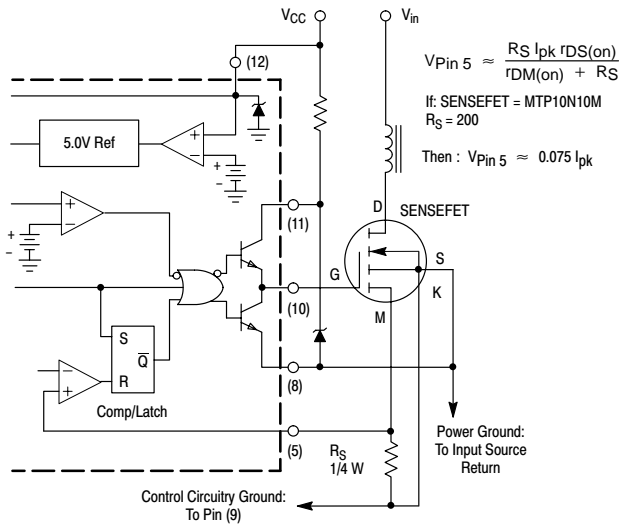 VCC
Vin
(12)
VPin 5 ≈ RS Ipk rDS(on)
rDM(on) + RS
If: SENSEFET = MTP10N10M
RS = 200
Then : VPin 5 ≈ 0.075 Ipk
5.0V Ref
+
-
+
-
+
-
+
-
(11)
D
SENSEFET
G
S
K
M
(10)
S
Q
R
-
+
Comp/Latch
(8)
(5)
RS
1/4 W
Power Ground:
To Input Source
Return
Control Circuitry Ground:
To Pin (9)